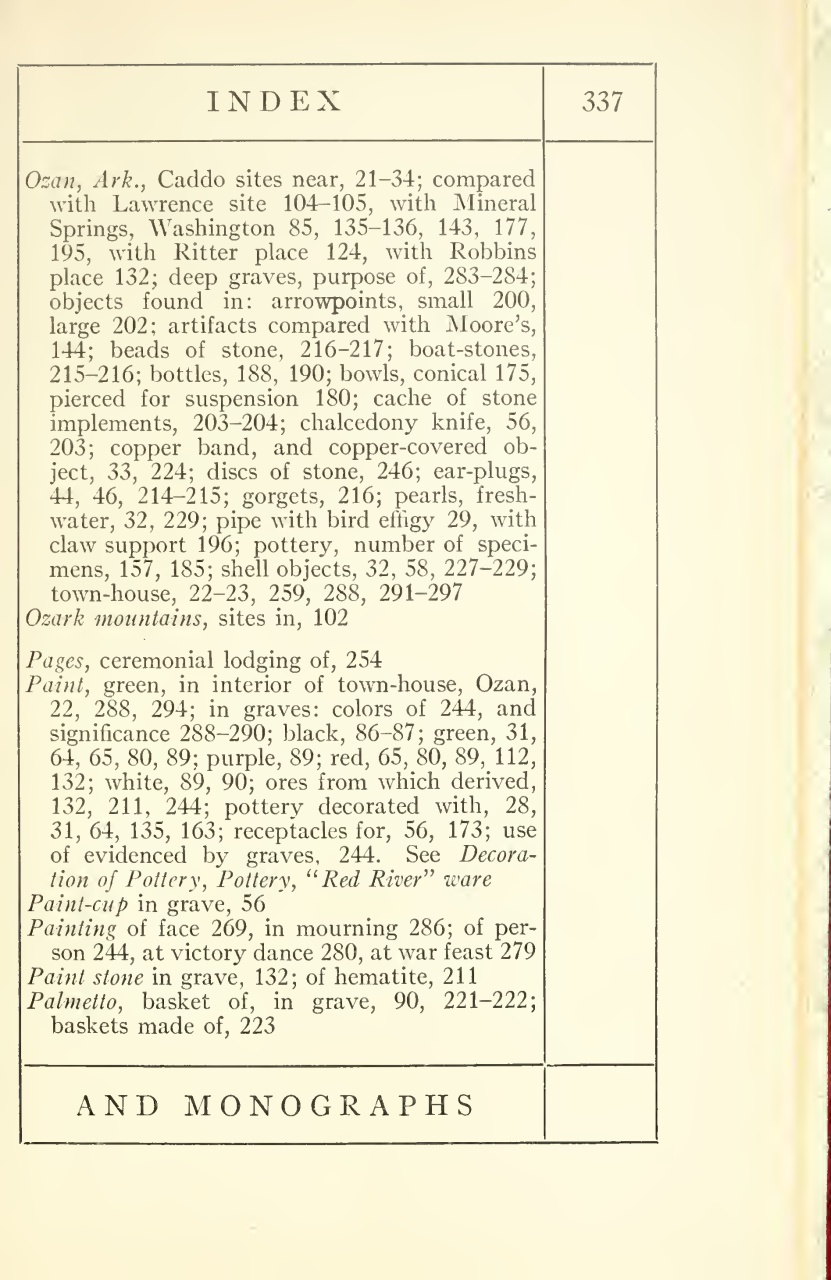 INDEX 337
Ozan, Ark., Caddo sites near, 21–34; compared
with Lawrence site 104–105, with Mineral
Springs, Washington 85, 135–136, 143, 177,
195, with Ritter place 124, with Robbins
place 132; deep graves, purpose of, 283–284;
objects found in: arrowpoints, small 200,
large 202; artifacts compared with Moore's,
144; beads of stone, 216–217; boat-stones,
215–216; bottles, 188, 190; bowls, conical 175,
pierced for suspension 180; cache of stone
implements, 203–204; chalcedony knife, 56,
203; copper band, and copper-covered ob-
ject, 33, 224; discs of stone, 246; ear-plugs,
44, 46, 214–215; gorgets, 216; pearls, fresh-
water, 32, 229; pipe with bird effigy 29, with
claw support 196; pottery, number of speci-
mens, 157, 185; shell objects, 32, 58, 227–229;
town-house, 22–23, 259, 288, 291–297
Ozark mountains, sites in, 102
Pages, ceremonial lodging of, 254
Paint, green, in interior of town-house, Ozan,
22, 288, 294; in graves: colors of 244, and
significance 288–290; black, 86–87; green, 31,
64, 65, 80, 89; purple, 89; red, 65, 80, 89, 112,
132; white, 89, 90; ores from which derived,
132, 211, 244; pottery decorated with, 28,
31, 64, 135, 163; receptacles for, 56, 173; use
of evidenced by graves, 244. See Decora-
tion of Pottery, Pottery, "Red River" ware
Paint-cup in grave, 56
Painting of face 269, in mourning 286; of per-
son 244, at victory dance 280, at war feast 279
Paint stone in grave, 132; of hematite, 211
Palmetto, basket of, in grave, 90, 221–222;
baskets made of, 223
AND MONOGRAPHS